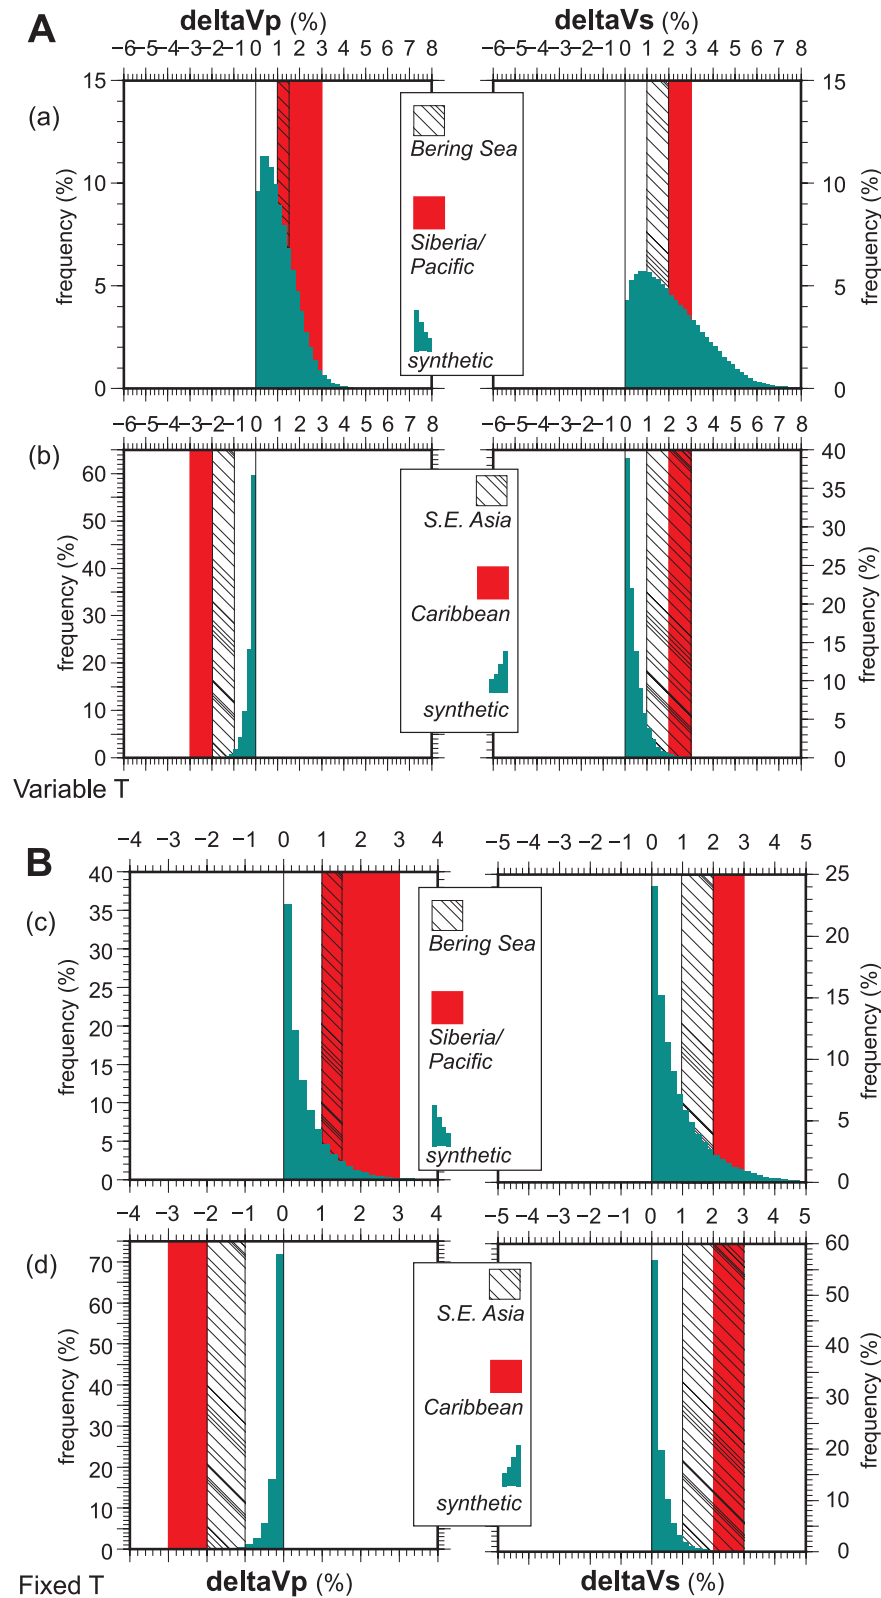 A deltaVp (%) deltaVs (%)
−6−5−4−3−2−1 0 1 2 3 4 5 6 7 8 −6−5−4−3−2−1 0 1 2 3 4 5 6 7 8
(a)
15 10 5 0
frequency (%)
Bering Sea
Siberia/
Pacific
synthetic
15 10 5 0
frequency (%)
−6−5−4−3−2−1 0 1 2 3 4 5 6 7 8 −6−5−4−3−2−1 0 1 2 3 4 5 6 7 8
(b)
60 50 40 30 20 10 0
frequency (%)
S.E. Asia
Caribbean
synthetic
40 35 30 25 20 15 10 5 0
frequency (%)
Variable T
B
−4 −3 −2 −1 0 1 2 3 4 −5 −4 −3 −2 −1 0 1 2 3 4 5
(c)
40 35 30 25 20 15 10 5 0
frequency (%)
Bering Sea
Siberia/
Pacific
synthetic
25 20 15 10 5 0
frequency (%)
−4 −3 −2 −1 0 1 2 3 4 −5 −4 −3 −2 −1 0 1 2 3 4 5
(d)
70 60 50 40 30 20 10 0
frequency (%)
S.E. Asia
Caribbean
synthetic
60 50 40 30 20 10 0
frequency (%)
Fixed T deltaVp (%) deltaVs (%)